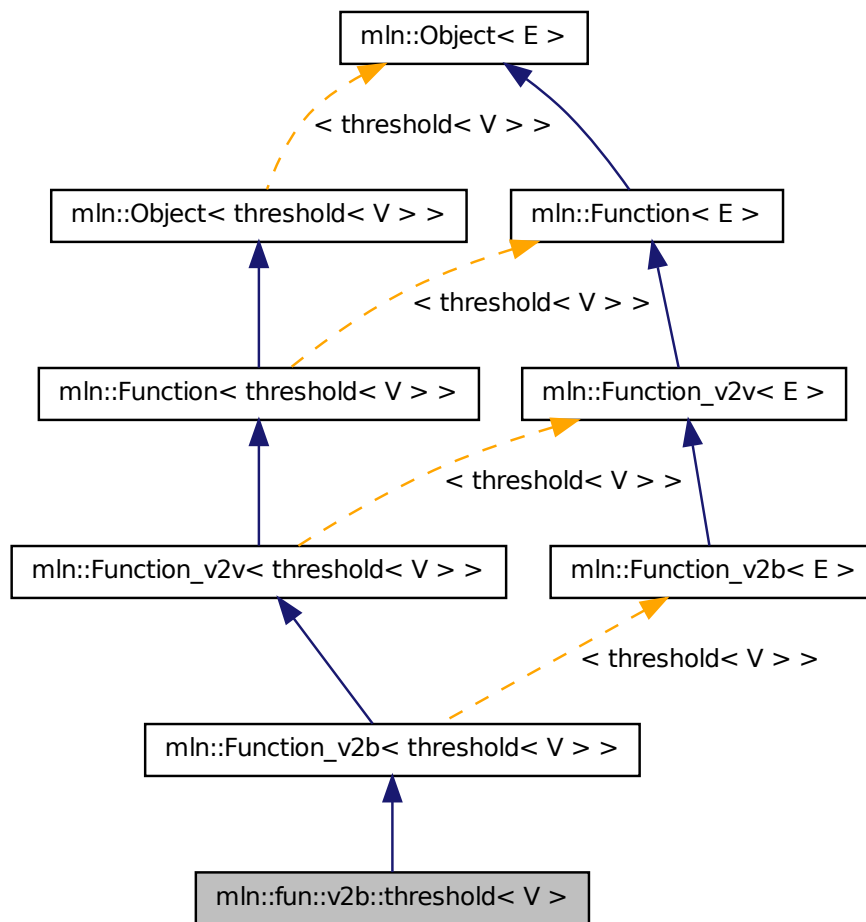 mln::Object< E >
< threshold< V > >
mln::Object< threshold< V > >
mln::Function< E >
< threshold< V > >
mln::Function< threshold< V > >
mln::Function_v2v< E >
< threshold< V > >
mln::Function_v2v< threshold< V > >
mln::Function_v2b< E >
< threshold< V > >
mln::Function_v2b< threshold< V > >
mln::fun::v2b::threshold< V >